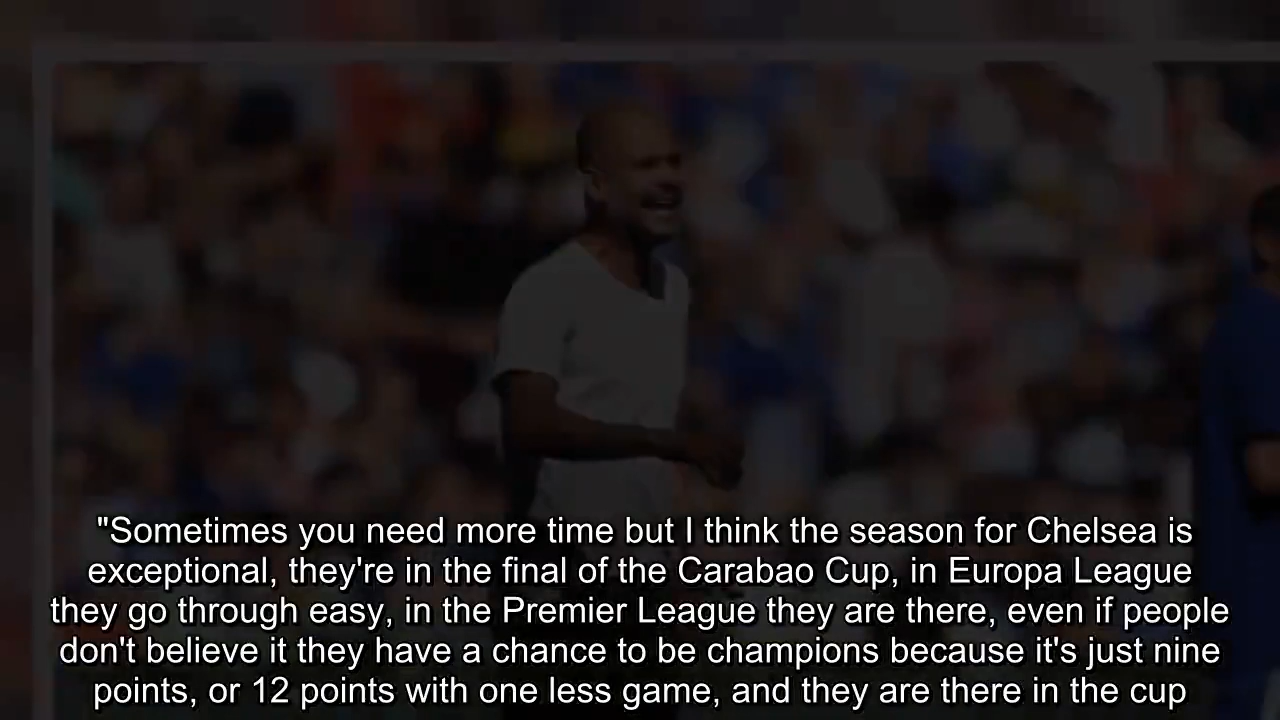 "Sometimes you need more time but I think the season for Chelsea is
exceptional, they're in the final of the Carabao Cup, in Europa League
they go through easy, in the Premier League they are there, even if people
don't believe it they have a chance to be champions because it's just nine
points, or 12 points with one less game, and they are there in the cup